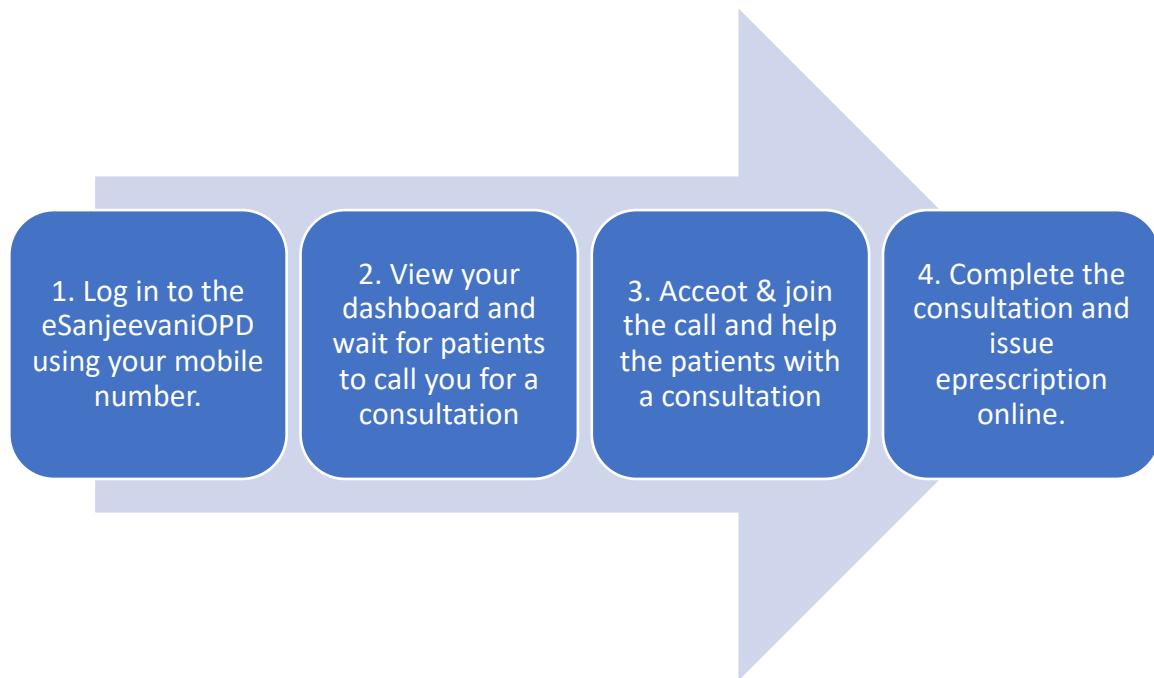 1. Log in to the
eSanjeevaniOPD
using your mobile
number.
2. View your
dashboard and
wait for patients
to call you for a
consultation
3. Acceot & join
the call and help
the patients with
a consultation
4. Complete the
consultation and
issue
eprescription
online.